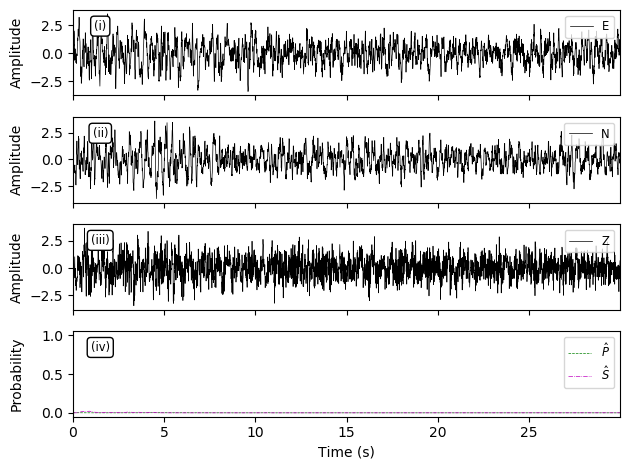 Amplitude
2.5
0.0
−2.5
(i)
E
Amplitude
2.5
0.0
−2.5
(ii)
N
Amplitude
2.5
0.0
−2.5
(iii)
Z
Probability
1.0
0.5
0.0
(iv)
P̂
Ŝ
0 5 10 15 20 25
Time (s)